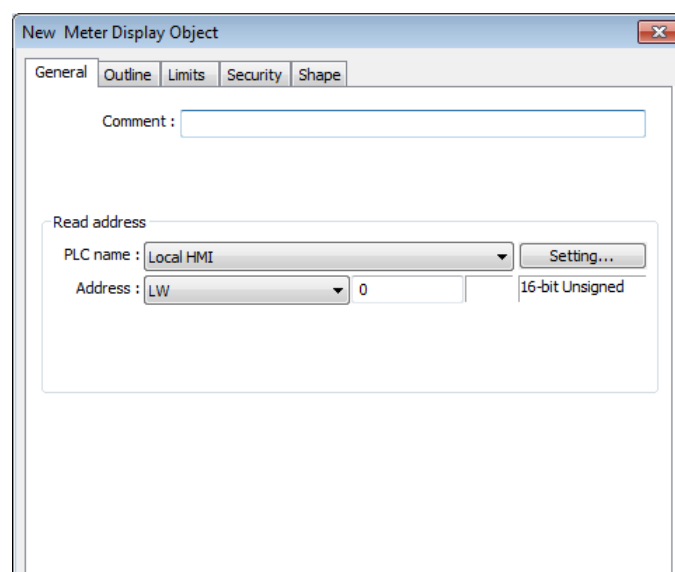 New Meter Display Object
General Outline Limits Security Shape
Comment :
Read address
PLC name : Local HMI Setting...
Address : LW 0 16-bit Unsigned